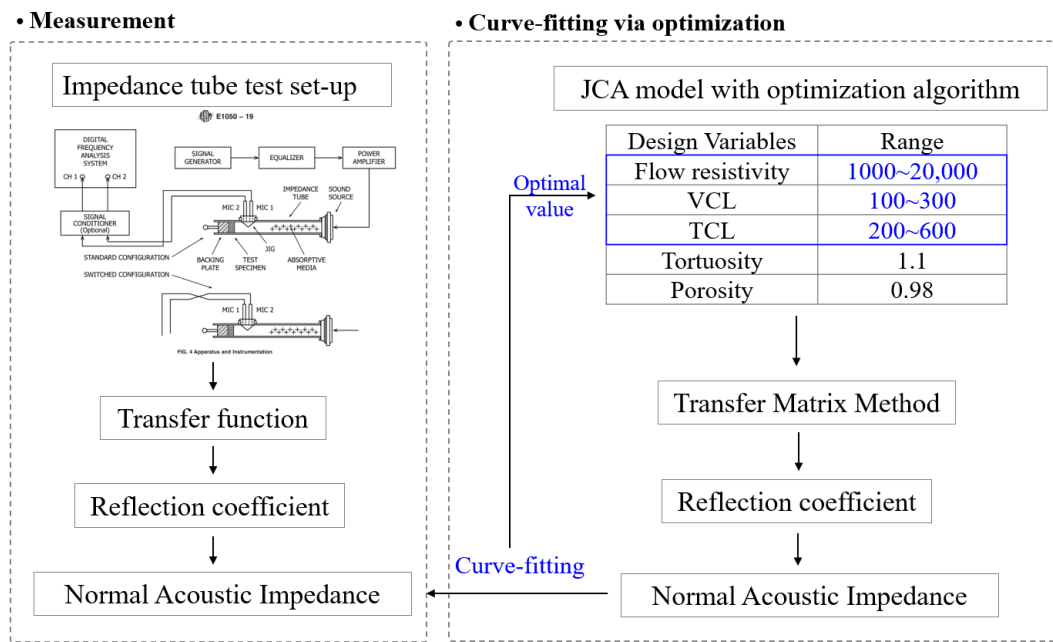 • Measurement
Impedance tube test set-up
E1050 – 19
DIGITAL
FREQUENCY
ANALYSIS
SYSTEM
CH 1
CH 2
SIGNAL
GENERATOR
EQUALIZER
POWER
AMPLIFIER
SIGNAL
CONDITIONER
(Optional)
MIC 2
MIC 1
IMPEDANCE
TUBE
SOUND
SOURCE
STANDARD CONFIGURATION
BACKING
PLATE
TEST
SPECIMEN
JIG
ABSORPTIVE
MEDIA
SWITCHED CONFIGURATION
MIC 1
MIC 2
FIG. 4 Apparatus and Instrumentation
Transfer function
Reflection coefficient
Normal Acoustic Impedance
• Curve-fitting via optimization
JCA model with optimization algorithm
Design Variables Range
Flow resistivity 1000~20,000
VCL 100~300
TCL 200~600
Tortuosity 1.1
Porosity 0.98
Optimal
value
Transfer Matrix Method
Reflection coefficient
Normal Acoustic Impedance
Curve-fitting